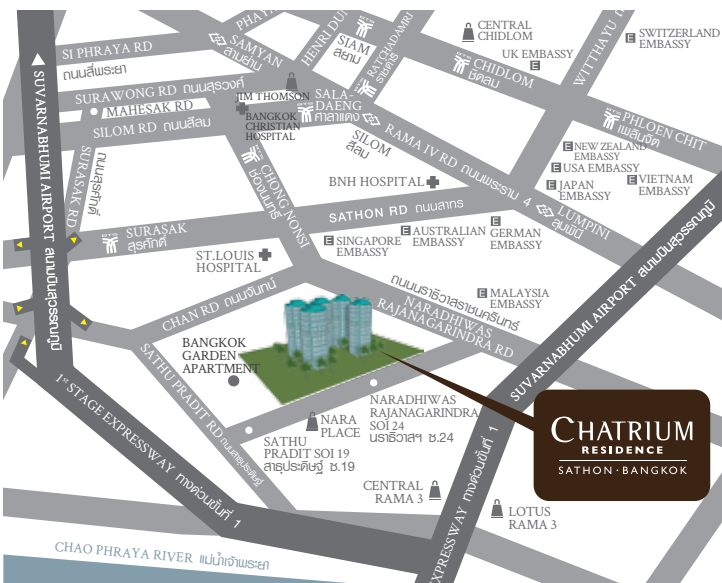 PHAYA
SI PHRAYA RD
ถนนสี่พระยา
SAMYAN
สามย่าน
HENRI DUN
SIAM
สยาม
RATCHADAMRI
ราชดำริ
CENTRAL
CHIDLOM
CHIDLOM
ชิดลม
UK EMBASSY
E
WITTHAYU
E SWITZERLAND
EMBASSY
SURAWONG RD ถนนสุรวงศ์
MAHESAK RD
JIM THOMSON
BANGKOK
CHRISTIAN
HOSPITAL
SALA-
DAENG
ศาลาแดง
SILOM RD ถนนสีลม
SILOM
สีลม
RAMA IV RD ถนนพระราม 4
PHLOEN CHIT
เพลินจิต
E NEW ZEALAND
EMBASSY
E USA EMBASSY
E JAPAN
EMBASSY
E VIETNAM
EMBASSY
LUMPINI
ลุมพินี
SURASAK RD
ถนนสุรศักดิ์
CHONG NONSI
ช่องนนทรี
BNH HOSPITAL
SATHON RD ถนนสาทร
SURASAK
สุรศักดิ์
ST.LOUIS
HOSPITAL
E SINGAPORE
EMBASSY
E AUSTRALIAN
EMBASSY
E GERMAN
EMBASSY
E MALAYSIA
EMBASSY
SUVARNABHUMI AIRPORT สนามบินสุวรรณภูมิ
SUVARNABHUMI AIRPORT สนามบินสุวรรณภูมิ
CHAN RD ถนนจันทน์
ถนนนราธิวาสราชนครินทร์
NARADHIWAS
RAJANAGARINDRA RD
BANGKOK
GARDEN
APARTMENT
SATHU PRADIT RD ถนนสาธุประดิษฐ์
NARA
PLACE
NARADHIWAS
RAJANAGARINDRA
SOI 24
นราธิวาสฯ ซ.24
SATHU
PRADIT SOI 19
สาธุประดิษฐ์ ซ.19
CHATRIUM
RESIDENCE
SATHON·BANGKOK
1st STAGE EXPRESSWAY ทางด่วนขั้นที่ 1
EXPRESSWAY ทางด่วนขั้นที่ 1
CENTRAL
RAMA 3
LOTUS
RAMA 3
CHAO PHRAYA RIVER แม่น้ำเจ้าพระยา